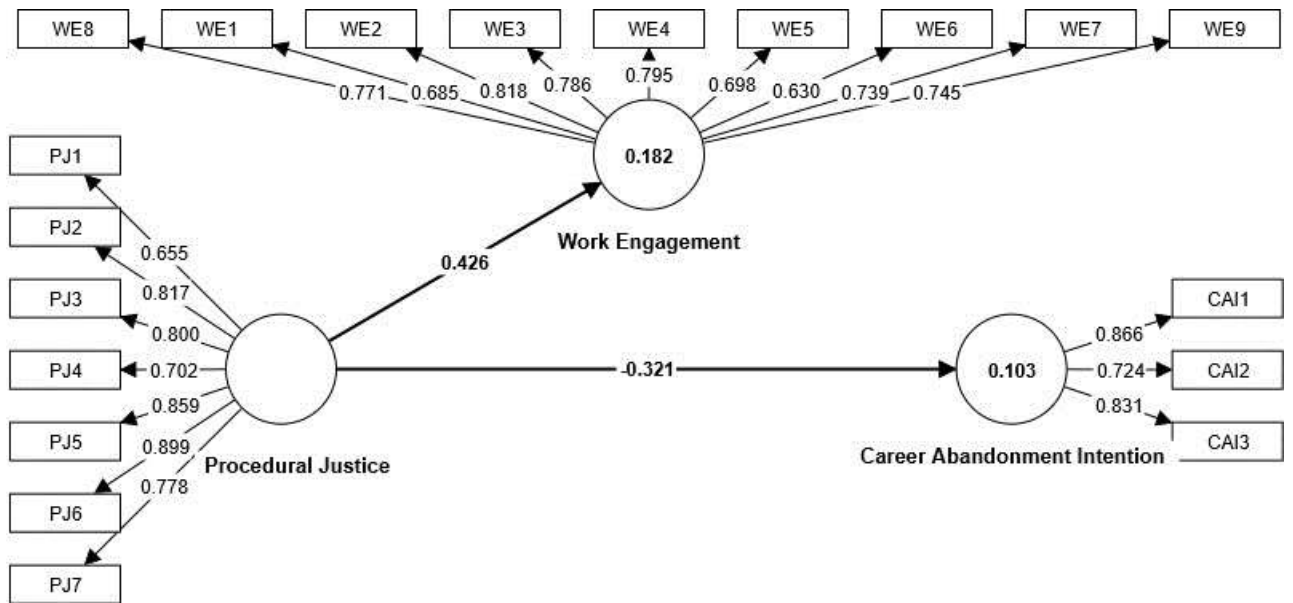 WE8 WE1 WE2 WE3 WE4 WE5 WE6 WE7 WE9
0.771 0.685 0.818 0.786 0.795 0.698 0.630 0.739 0.745
0.182
Work Engagement
PJ1
PJ2
PJ3
PJ4
PJ5
PJ6
PJ7
0.655
0.817
0.800
0.702
0.859
0.899
0.778
Procedural Justice
0.426
-0.321
0.103
Career Abandonment Intention
0.866
0.724
0.831
CAI1
CAI2
CAI3